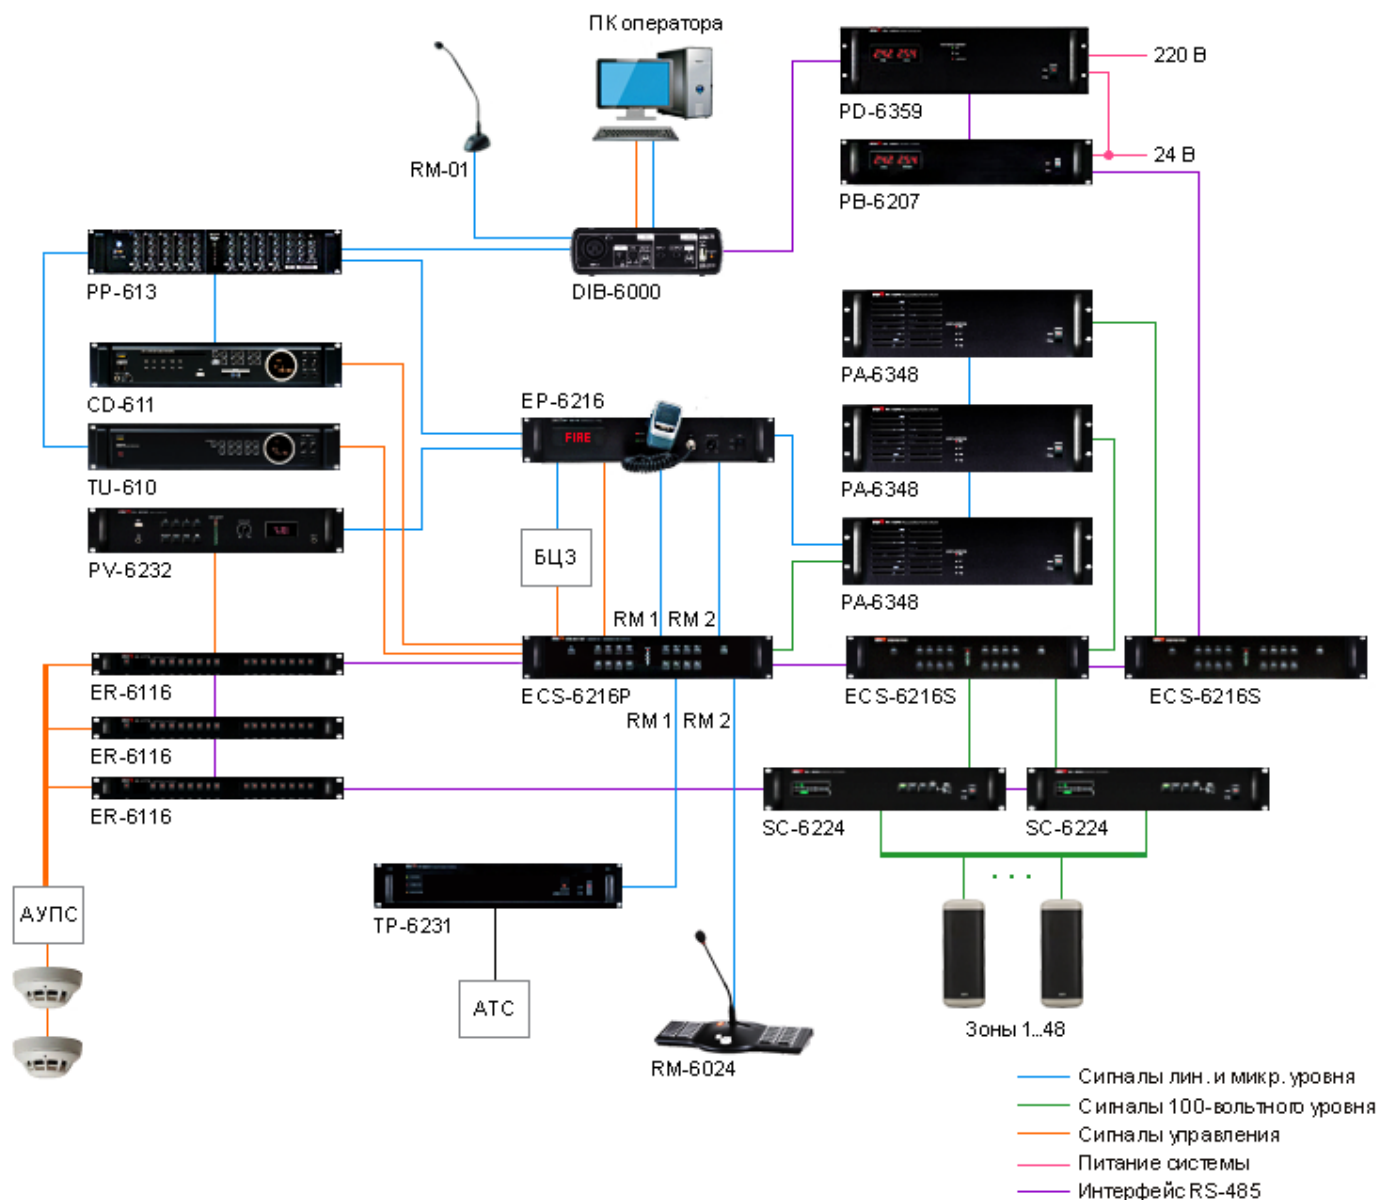 ПК оператора
220 В
PD-6359
24 В
RM-01
PB-6207
PP-613
DIB-6000
PA-6348
CD-611
EP-6216
FIRE
PA-6348
TU-610
БЦЗ
PV-6232
PA-6348
RM 1 RM 2
ER-6116
ECS-6216P
ECS-6216S
ECS-6216S
RM 1 RM 2
ER-6116
ER-6116
SC-6224
SC-6224
. . .
АУПС
TP-6231
АТС
Зоны 1...48
RM-6024
Сигналы лин. и микр. уровня
Сигналы 100-вольтного уровня
Сигналы управления
Питание системы
Интерфейс RS-485